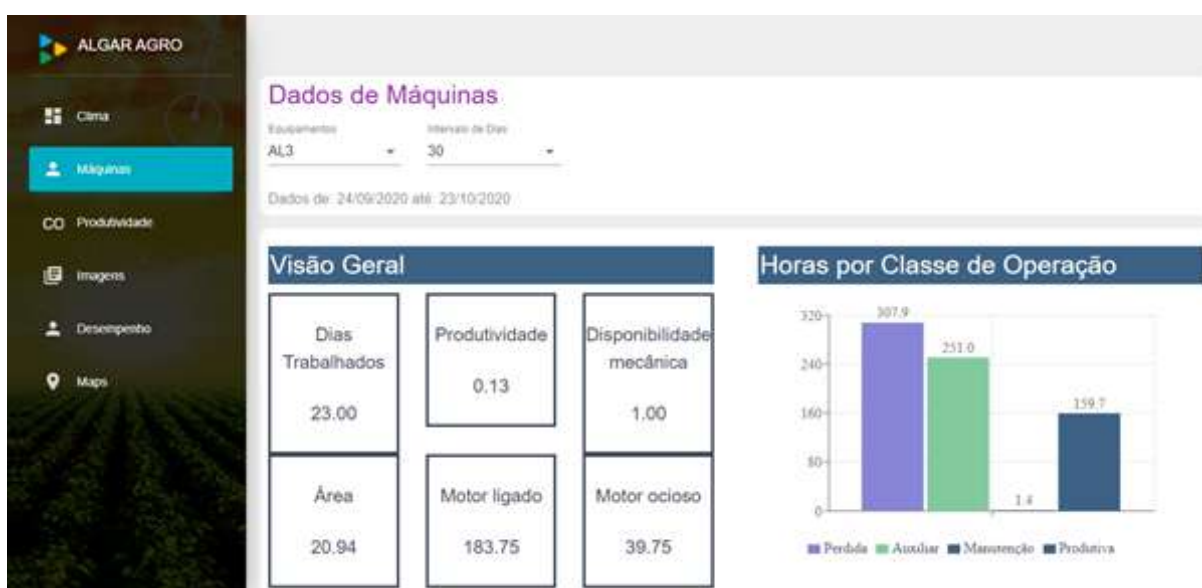 ALGAR AGRO
Clima
Máquinas
Produtividade
Imagens
Desempenho
Maps
Dados de Máquinas
Equipamentos
Intervalo de Dias
AL3
30
Dados de: 24/09/2020 até: 23/10/2020
Visão Geral
Dias
Trabalhados
23.00
Produtividade
0.13
Disponibilidade
mecânica
1.00
Área
20.94
Motor ligado
183.75
Motor ocioso
39.75
Horas por Classe de Operação
320
240
160
80
0
307.9
251.0
1.4
159.7
Perdida Auxiliar Manutenção Produtiva